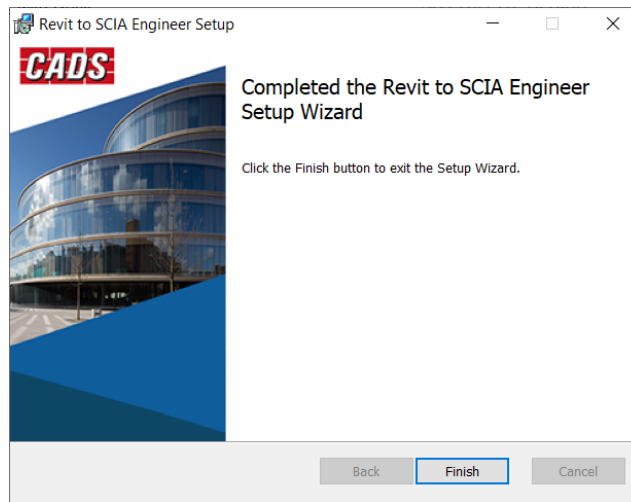 Revit to SCIA Engineer Setup
CADS
Completed the Revit to SCIA Engineer
Setup Wizard
Click the Finish button to exit the Setup Wizard.
Back
Finish
Cancel